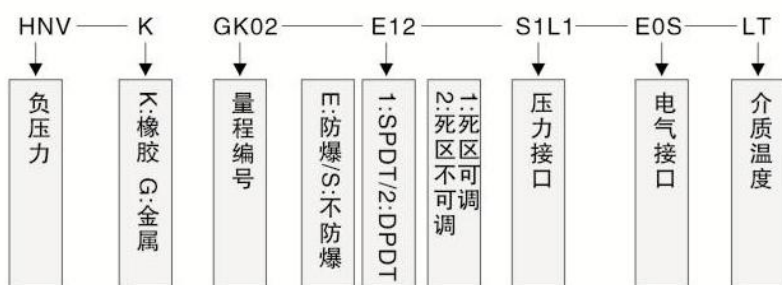 HNV — K GK02 — E12 — S1L1 — E0S — LT
负压力
K:橡胶 G:金属
量程编号
E:防爆/S:不防爆
1:SPDT/2:DPDT
1:死区可调
2:死区不可调
压力接口
电气接口
介质温度